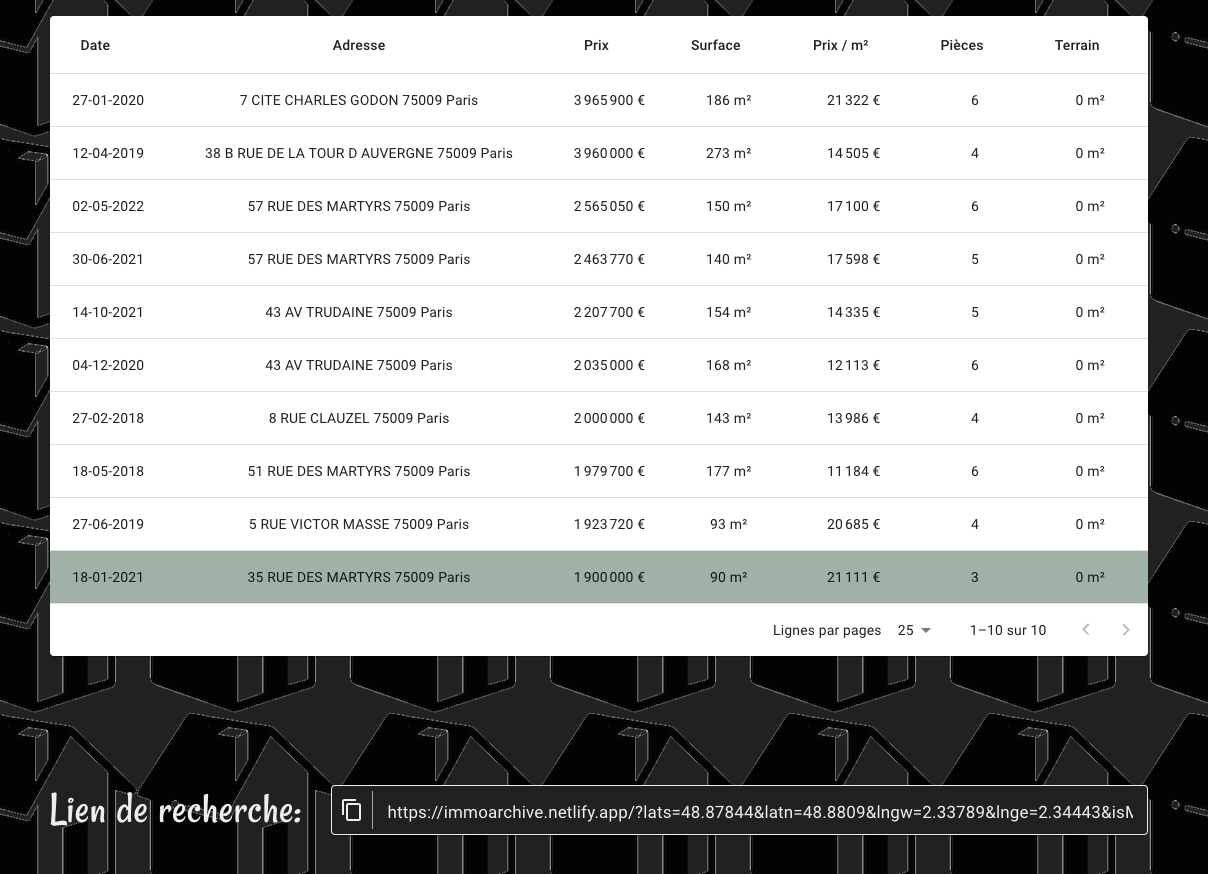 Date Adresse Prix Surface Prix / m² Pièces Terrain
27-01-2020 7 CITE CHARLES GODON 75009 Paris 3 965 900 € 186 m² 21 322 € 6 0 m²
12-04-2019 38 B RUE DE LA TOUR D AUVERGNE 75009 Paris 3 960 000 € 273 m² 14 505 € 4 0 m²
02-05-2022 57 RUE DES MARTYRS 75009 Paris 2 565 050 € 150 m² 17 100 € 6 0 m²
30-06-2021 57 RUE DES MARTYRS 75009 Paris 2 463 770 € 140 m² 17 598 € 5 0 m²
14-10-2021 43 AV TRUDAINE 75009 Paris 2 207 700 € 154 m² 14 335 € 5 0 m²
04-12-2020 43 AV TRUDAINE 75009 Paris 2 035 000 € 168 m² 12 113 € 6 0 m²
27-02-2018 8 RUE CLAUZEL 75009 Paris 2 000 000 € 143 m² 13 986 € 4 0 m²
18-05-2018 51 RUE DES MARTYRS 75009 Paris 1 979 700 € 177 m² 11 184 € 6 0 m²
27-06-2019 5 RUE VICTOR MASSE 75009 Paris 1 923 720 € 93 m² 20 685 € 4 0 m²
18-01-2021 35 RUE DES MARTYRS 75009 Paris 1 900 000 € 90 m² 21 111 € 3 0 m²
Lignes par pages 25 1–10 sur 10
Lien de recherche: https://immoarchive.netlify.app/?lats=48.87844&latn=48.8809&lngw=2.33789&lnge=2.34443&isM